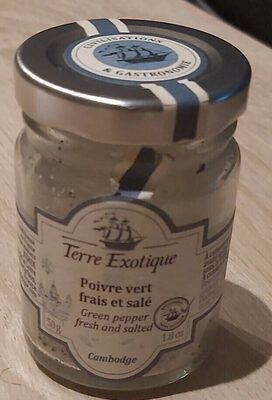 CIVILISATIONS
& GASTRONOMIE
Terre Exotique
Poivre vert
frais et salé
Green pepper
fresh and salted
50g
1.8 oz
Cambodge